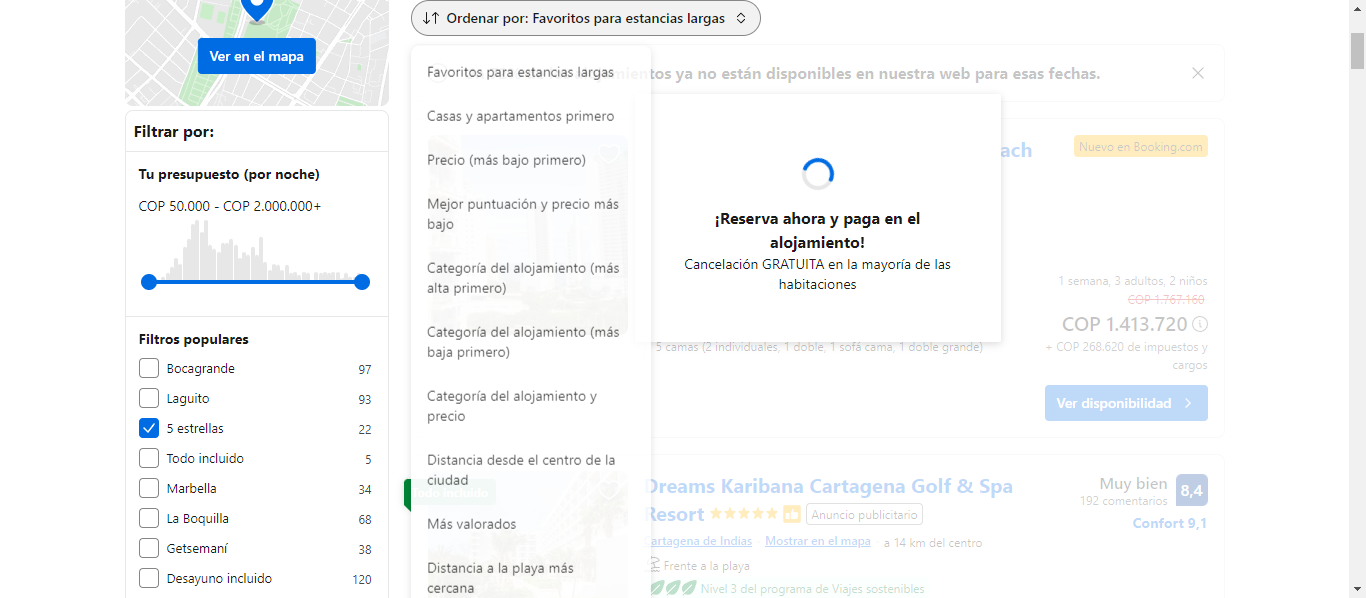 Ver en el mapa
Filtrar por:
Tu presupuesto (por noche)
COP 50.000 - COP 2.000.000+
Filtros populares
Bocagrande 97
Laguito 93
5 estrellas 22
Todo incluido 5
Marbella 34
La Boquilla 68
Getsemaní 38
Desayuno incluido 120
Ordenar por: Favoritos para estancias largas
Favoritos para estancias largas
Casas y apartamentos primero
Precio (más bajo primero)
Mejor puntuación y precio más
bajo
Categoría del alojamiento (más
alta primero)
Categoría del alojamiento (más
baja primero)
Categoría del alojamiento y
precio
Distancia desde el centro de la
ciudad
Más valorados
Distancia a la playa más
cercana
ya no están disponibles en nuestra web para esas fechas.
¡Reserva ahora y paga en el
alojamiento!
Cancelación GRATUITA en la mayoría de las
habitaciones
Nuevo en Booking.com
1 semana, 3 adultos, 2 niños
COP 1.767.160
COP 1.413.720
+ COP 268.620 de impuestos y
cargos
5 camas (2 individuales, 1 doble, 1 sofá cama, 1 doble grande)
Ver disponibilidad
Dreams Karibana Cartagena Golf & Spa
Resort Anuncio publicitario
Muy bien 8,4
192 comentarios
Confort 9,1
artagena de Indias Mostrar en el mapa a 14 km del centro
Frente a la playa
Nivel 3 del programa de Viajes sostenibles